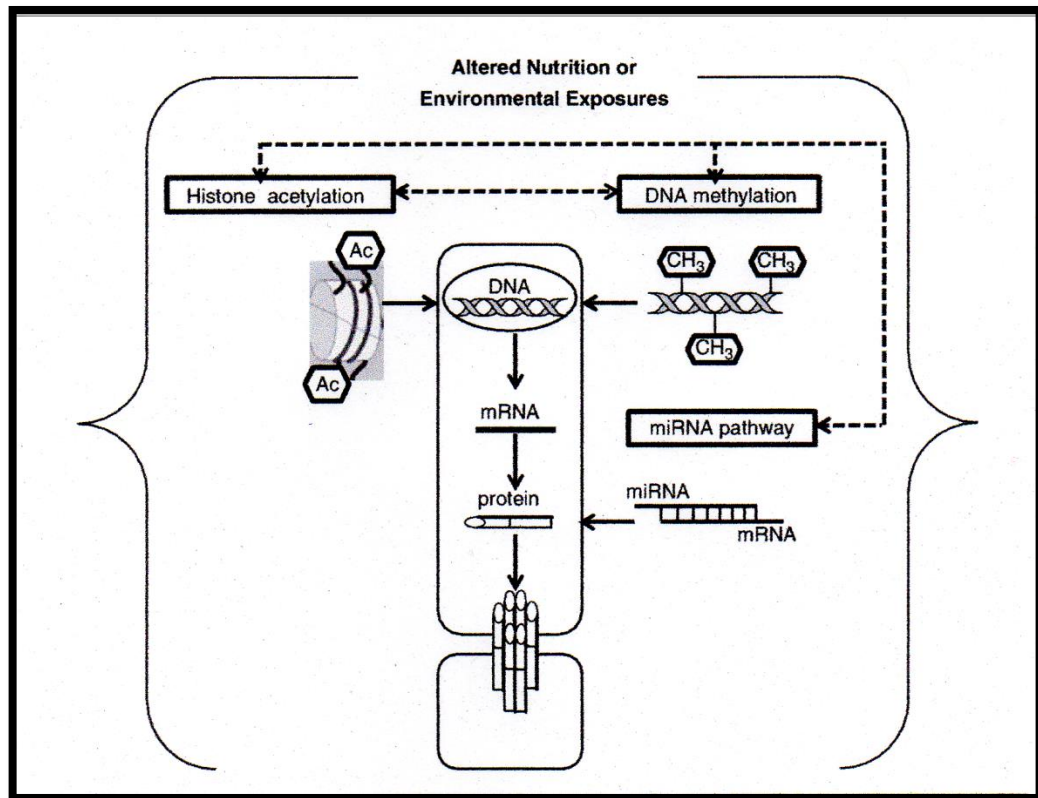 Altered Nutrition or
Environmental Exposures
Histone acetylation
DNA methylation
Ac
CH3
CH3
DNA
CH3
Ac
mRNA
miRNA pathway
protein
miRNA
mRNA